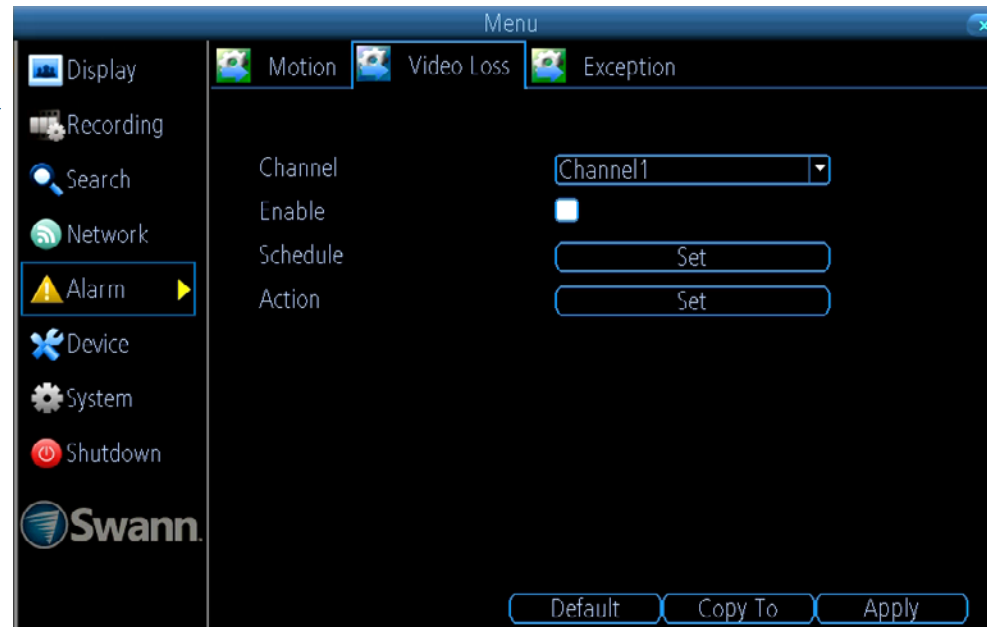 Menu
Display
Recording
Search
Network
Alarm
Device
System
Shutdown
Swann.
Motion Video Loss Exception
Channel Channel1
Enable
Schedule Set
Action Set
Default Copy To Apply